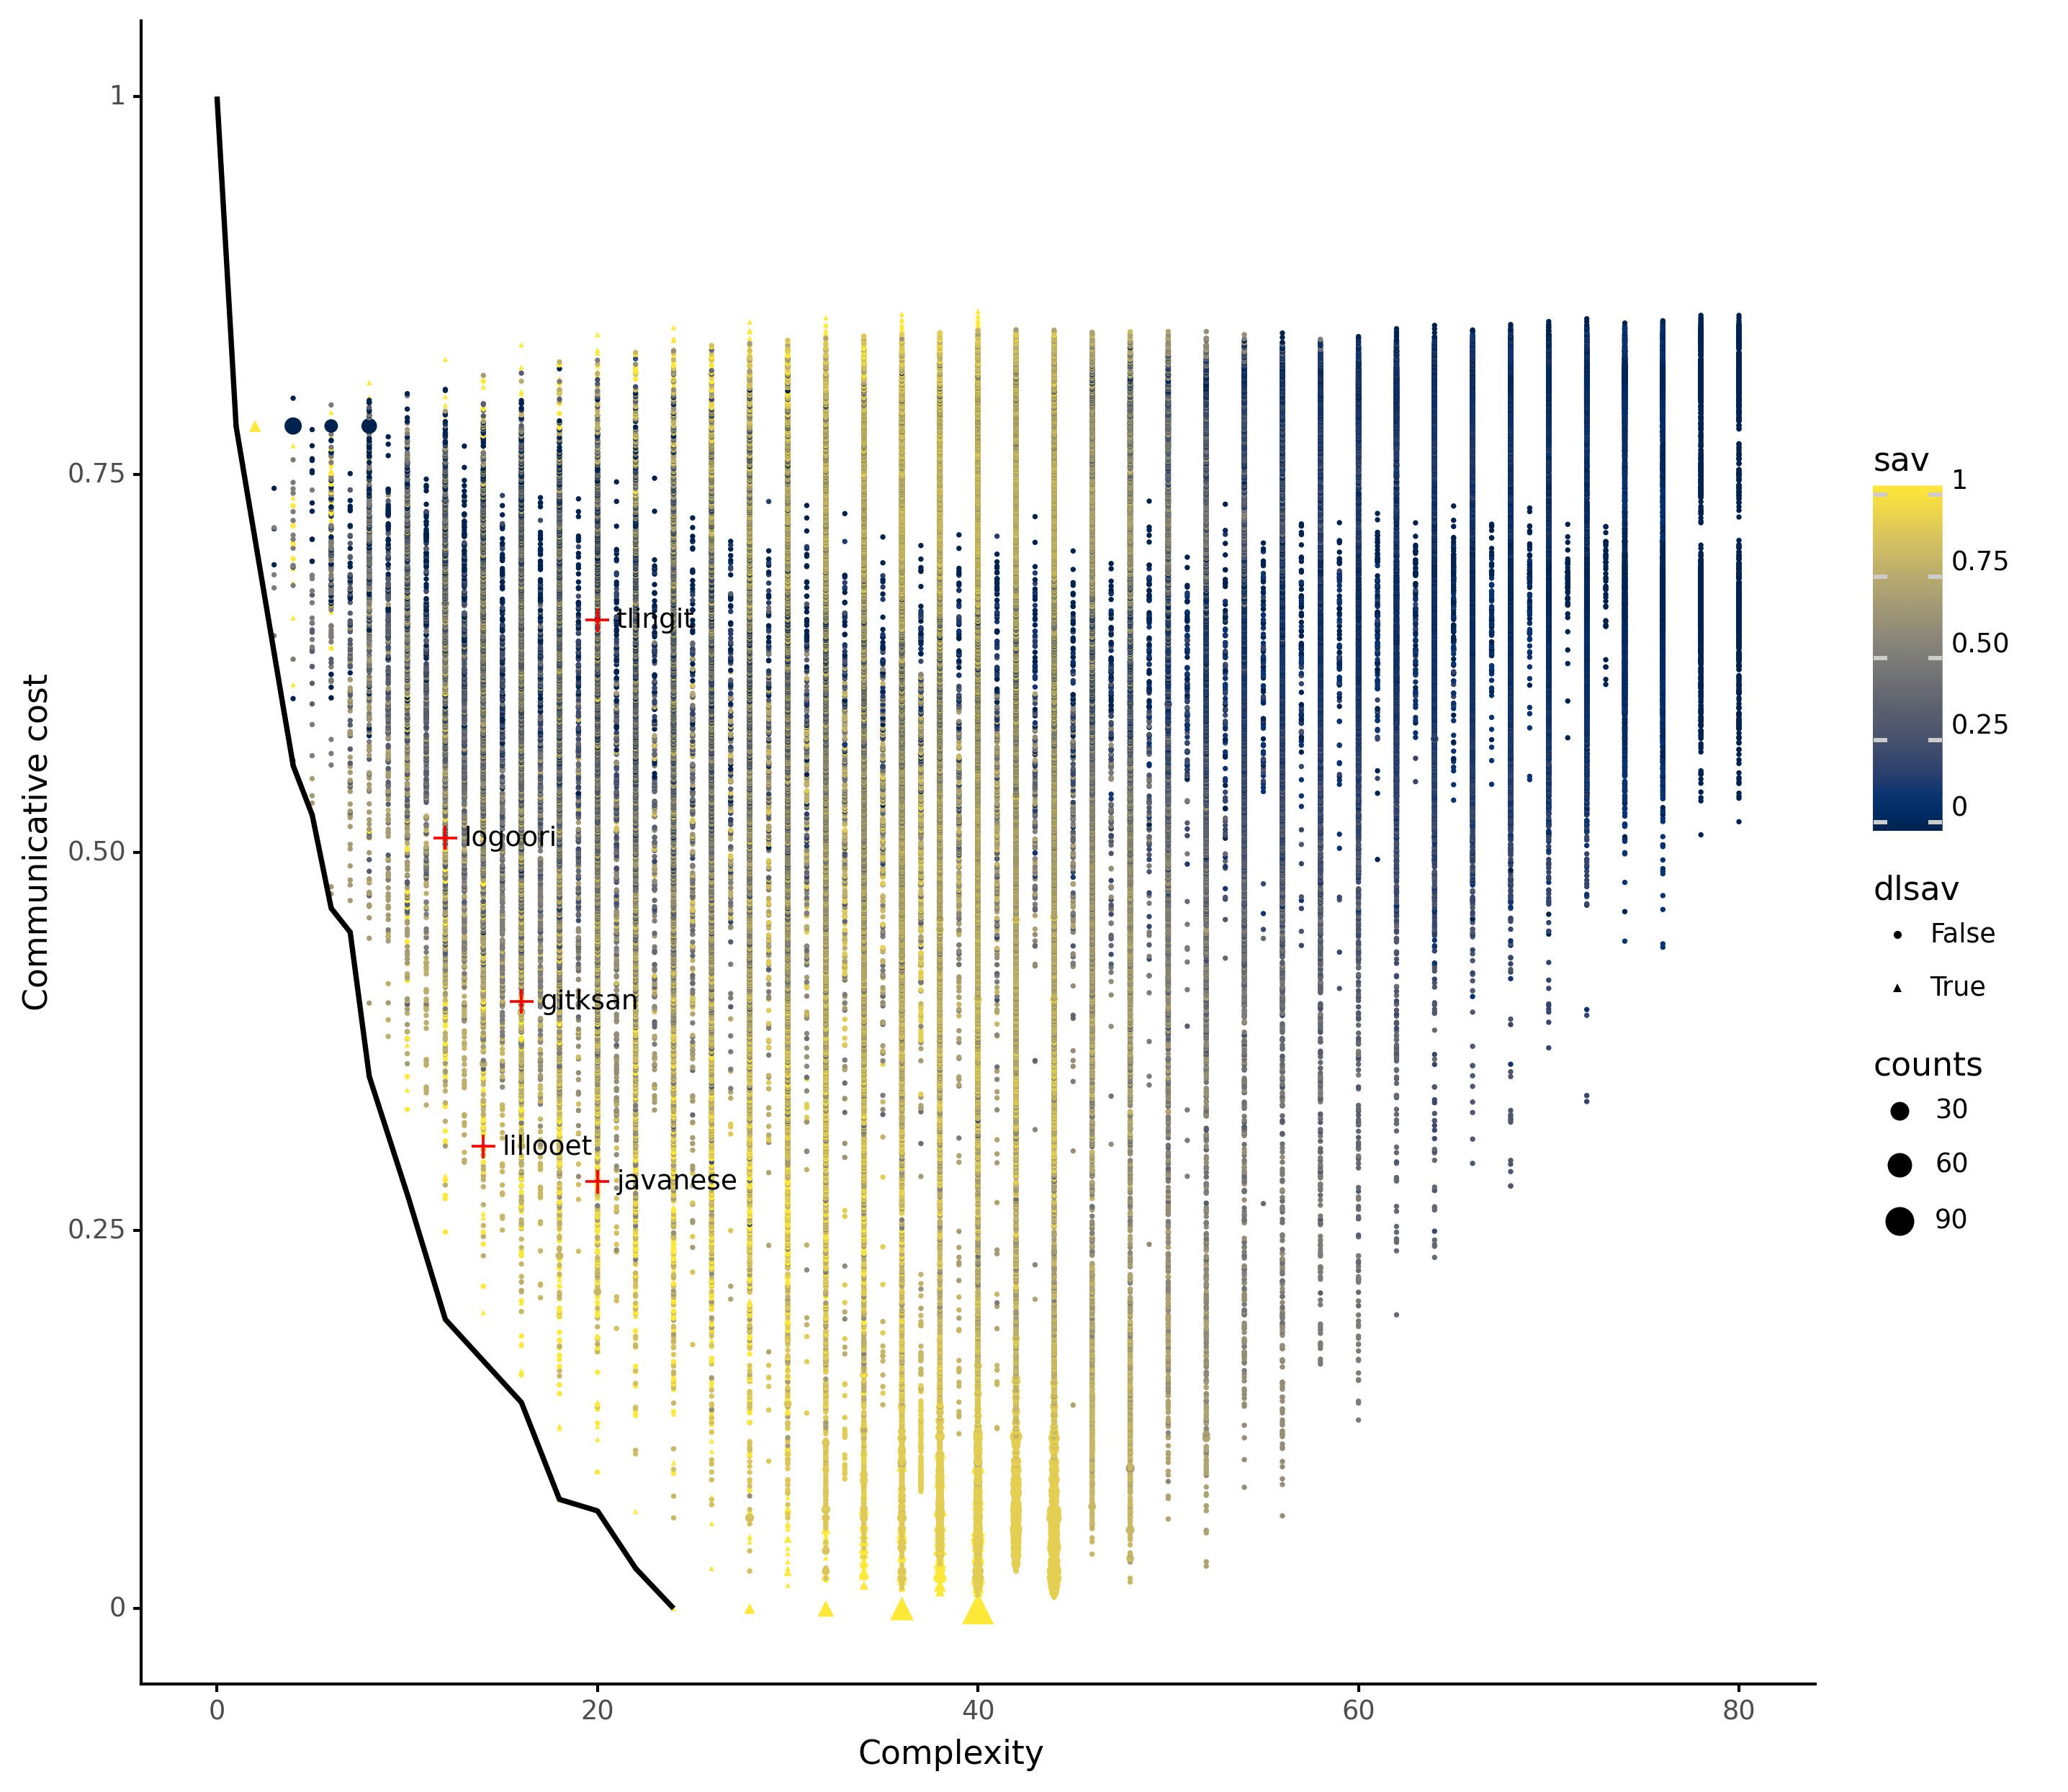 1
0.75
0.50
0.25
0
Communicative cost
0
20
40
60
80
Complexity
tlingit
logoori
gitksan
lillooet
javanese
sav
1
0.75
0.50
0.25
0
dlsav
False
True
counts
30
60
90